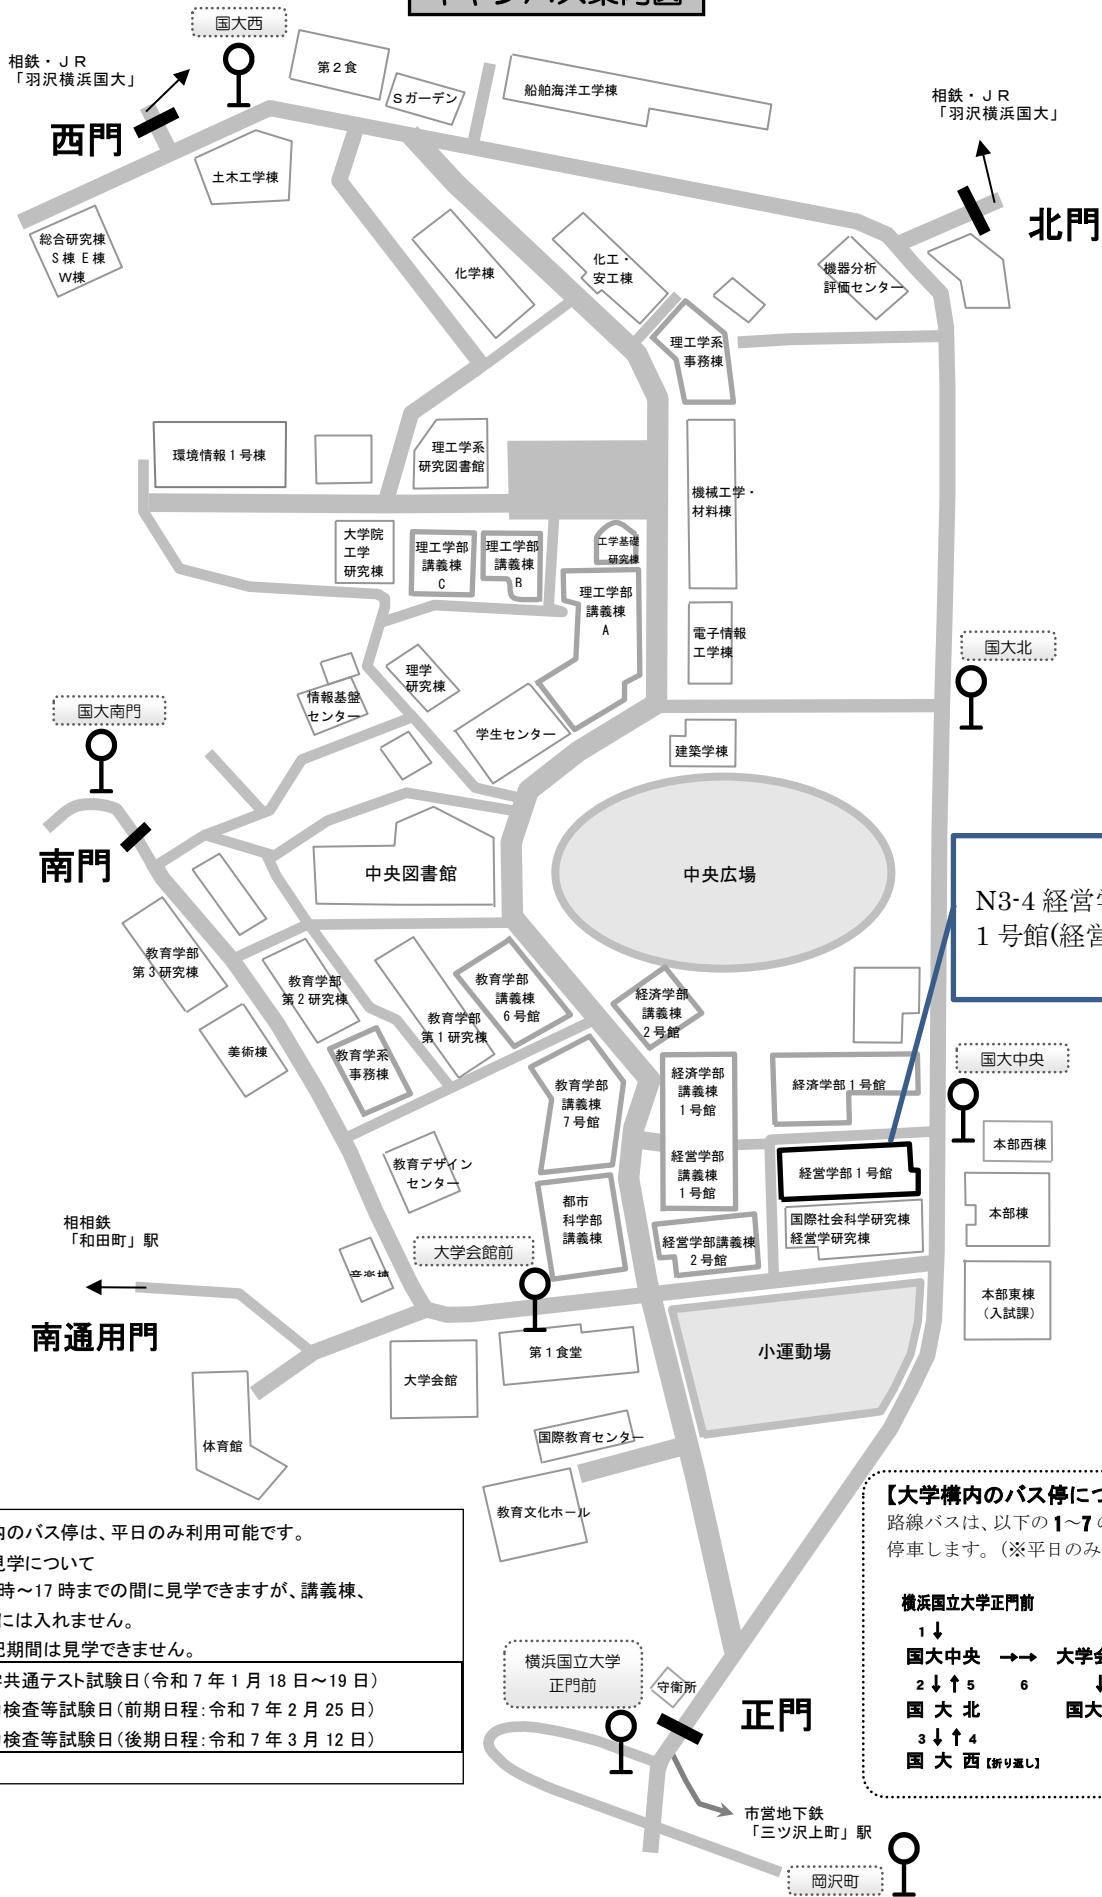 国大西
相鉄・ＪＲ
「羽沢横浜国大」
西門
第２食
Ｓガーデン
船舶海洋工学棟
相鉄・ＪＲ
「羽沢横浜国大」
北門
土木工学棟
総合研究棟
Ｓ棟 Ｅ棟
Ｗ棟
化学棟
化工・
安工棟
機器分析
評価センター
理工学系
事務棟
環境情報１号棟
理工学系
研究図書館
機械工学・
材料棟
大学院
工学
研究棟
理工学部
講義棟
C
理工学部
講義棟
B
工学基礎
研究棟
理工学部
講義棟
A
電子情報
工学棟
国大北
理学
研究棟
情報基盤
センター
国大南門
学生センター
建築学棟
南門
中央図書館
中央広場
N3-4 経営学
1 号館(経営
教育学部
第３研究棟
教育学部
第２研究棟
教育学部
第１研究棟
教育学部
講義棟
６号館
経済学部
講義棟
２号館
美術棟
教育学系
事務棟
教育学部
講義棟
７号館
経済学部
講義棟
１号館
経済学部１号館
国大中央
本部西棟
教育デザイン
センター
経営学部
講義棟
１号館
経営学部１号館
都市
科学部
講義棟
国際社会科学研究棟
経営学研究棟
本部棟
相相鉄
「和田町」駅
大学会館前
経営学部講義棟
２号館
音楽棟
本部東棟
（入試課）
南通用門
第１食堂
小運動場
大学会館
体育館
国際教育センター
教育文化ホール
内のバス停は、平日のみ利用可能です。
見学について
時～17 時までの間に見学できますが、講義棟、
には入れません。
記期間は見学できません。
学共通テスト試験日（令和 7 年 1 月 18 日～19 日）
検査等試験日（前期日程：令和 7 年 2 月 25 日）
検査等試験日（後期日程：令和 7 年 3 月 12 日）
【大学構内のバス停につ
路線バスは、以下の 1～7 の
停車します。（※平日のみ
横浜国立大学正門前
1 ↓
国大中央 →→ 大学会
2 ↓ ↑ 5 6 ↓
国 大 北 国大
3 ↓ ↑ 4
国 大 西 【折り返し】
横浜国立大学
正門前
守衛所
正門
市営地下鉄
「三ツ沢上町」駅
岡沢町